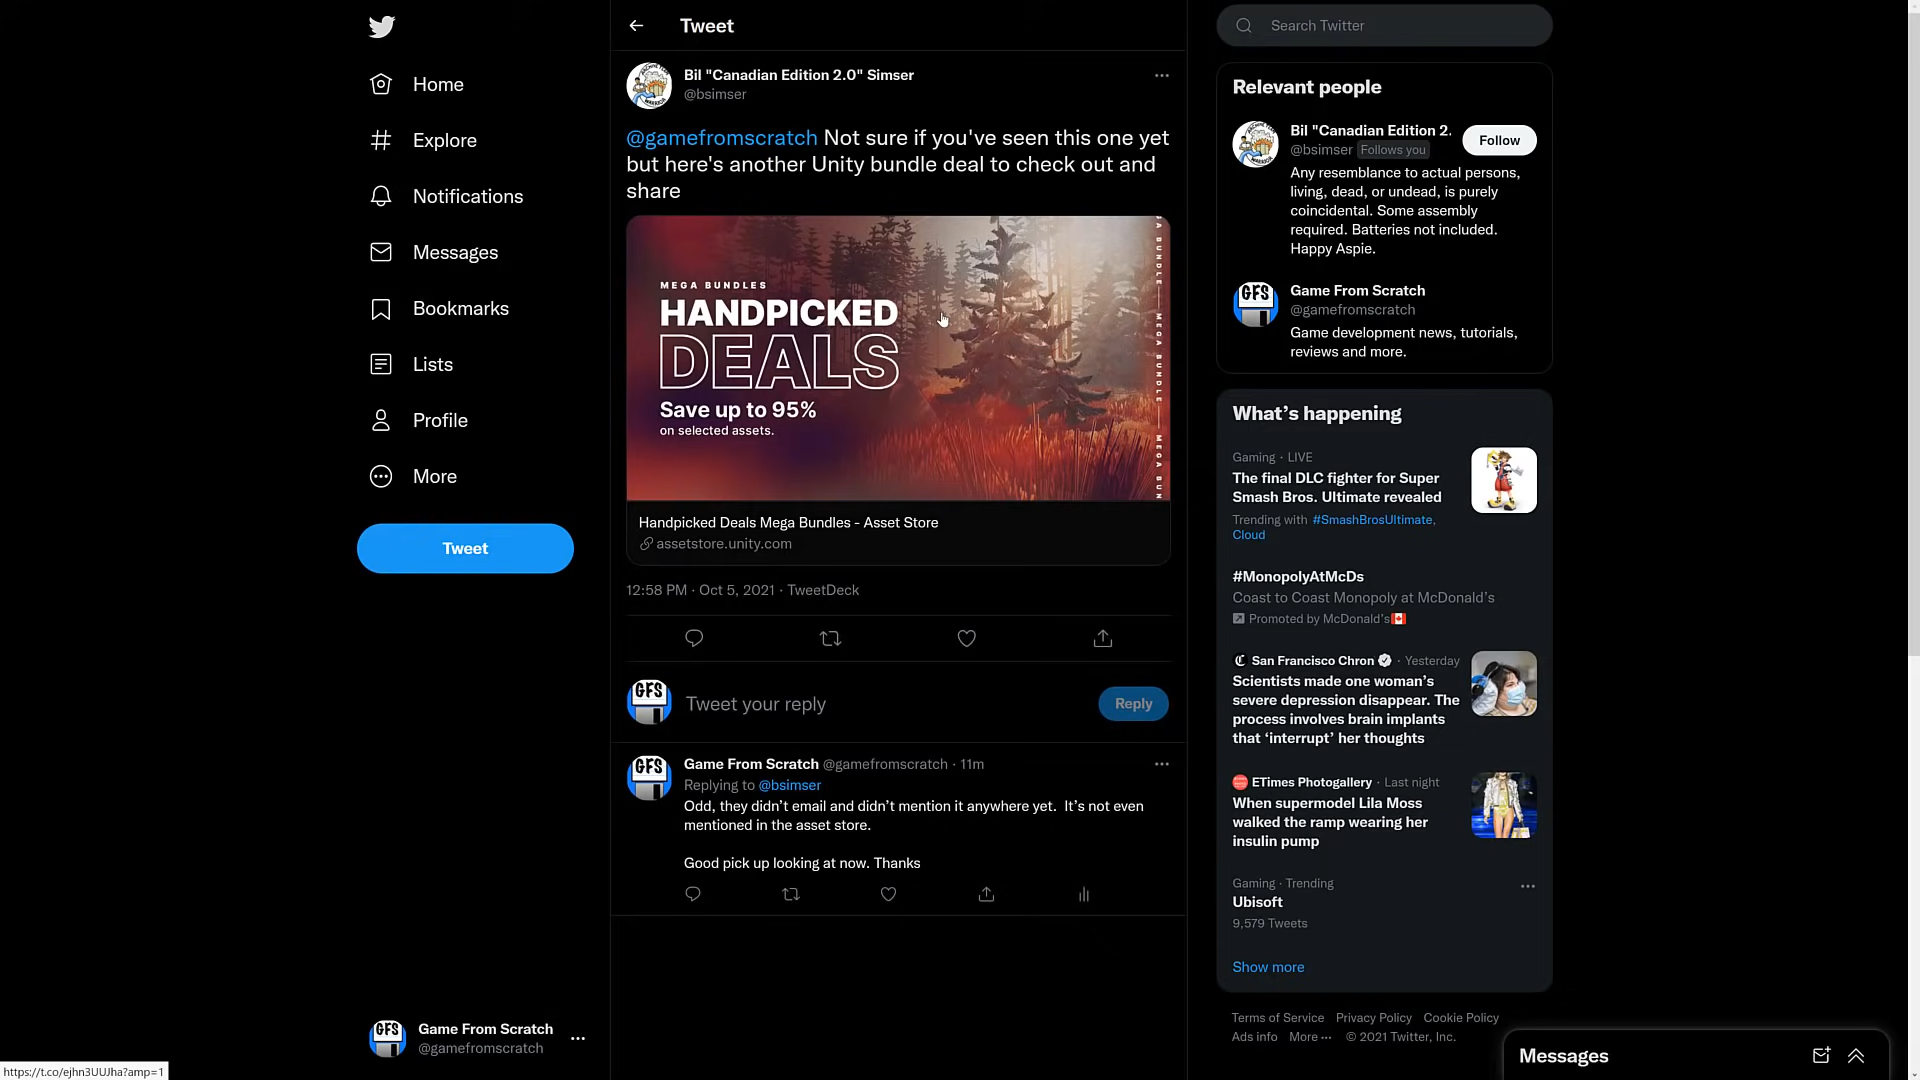 Home
Explore
Notifications
Messages
Bookmarks
Lists
Profile
More
Tweet
Game From Scratch
@gamefromscratch
https://t.co/ejhn3UUJha?amp=1
Tweet
Bil "Canadian Edition 2.0" Simser
@bsimser
@gamefromscratch Not sure if you've seen this one yet
but here's another Unity bundle deal to check out and
share
MEGA BUNDLES
HANDPICKED
DEALS
Save up to 95%
on selected assets.
A BUNDLE — MEGA BUNDLE — MEGA BUN
Handpicked Deals Mega Bundles - Asset Store
assetstore.unity.com
12:58 PM · Oct 5, 2021 · TweetDeck
GFS
Tweet your reply
Reply
GFS
Game From Scratch @gamefromscratch · 11m
Replying to @bsimser
Odd, they didn’t email and didn’t mention it anywhere yet.  It’s not even
mentioned in the asset store.
Good pick up looking at now. Thanks
Search Twitter
Relevant people
Bil "Canadian Edition 2.
@bsimser Follows you
Follow
Any resemblance to actual persons,
living, dead, or undead, is purely
coincidental. Some assembly
required. Batteries not included.
Happy Aspie.
GFS
Game From Scratch
@gamefromscratch
Game development news, tutorials,
reviews and more.
What’s happening
Gaming · LIVE
The final DLC fighter for Super
Smash Bros. Ultimate revealed
Trending with #SmashBrosUltimate,
Cloud
#MonopolyAtMcDs
Coast to Coast Monopoly at McDonald’s
Promoted by McDonald's
San Francisco Chron · Yesterday
Scientists made one woman’s
severe depression disappear. The
process involves brain implants
that ‘interrupt’ her thoughts
ETimes Photogallery · Last night
When supermodel Lila Moss
walked the ramp wearing her
insulin pump
Gaming · Trending
Ubisoft
9,579 Tweets
Show more
Terms of Service Privacy Policy Cookie Policy
Ads info More ··· © 2021 Twitter, Inc.
Messages
GFS